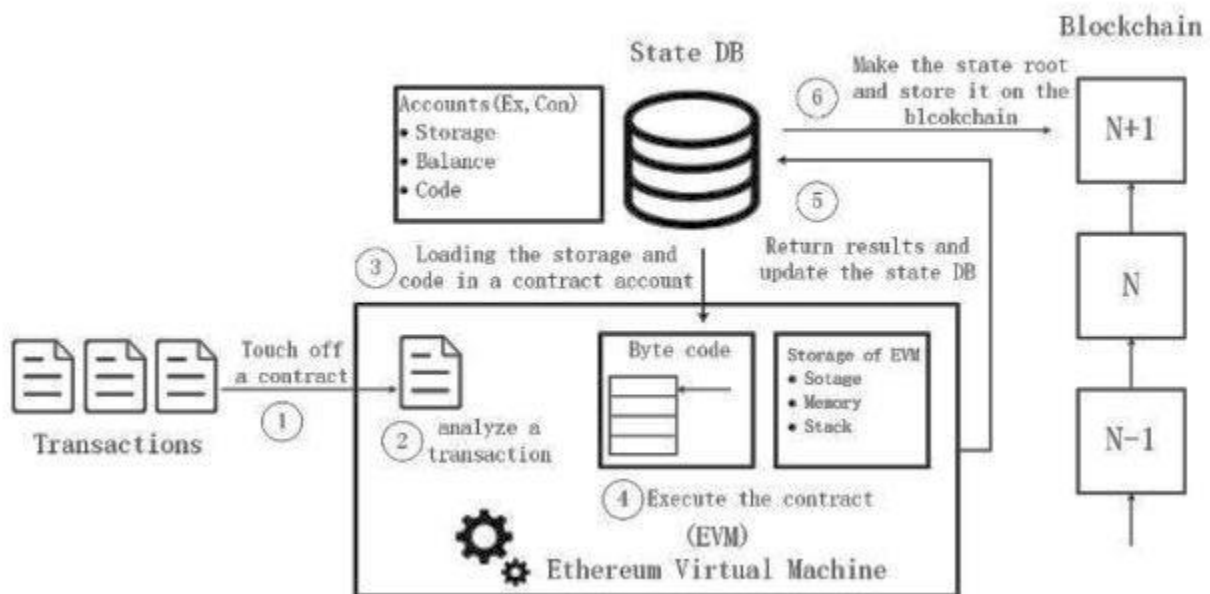 Blockchain
State DB
Make the state root
and store it on the
blcokchain
6
N+1
Accounts(Ex, Con)
• Storage
• Balance
• Code
5
Return results and
update the state DB
3
Loading the storage and
code in a contract account
N
Touch off
a contract
1
Transactions
2
analyze a
transaction
Byte code
Storage of EVM
• Sotage
• Memory
• Stack
N-1
4
Execute the contract
(EVM)
Ethereum Virtual Machine